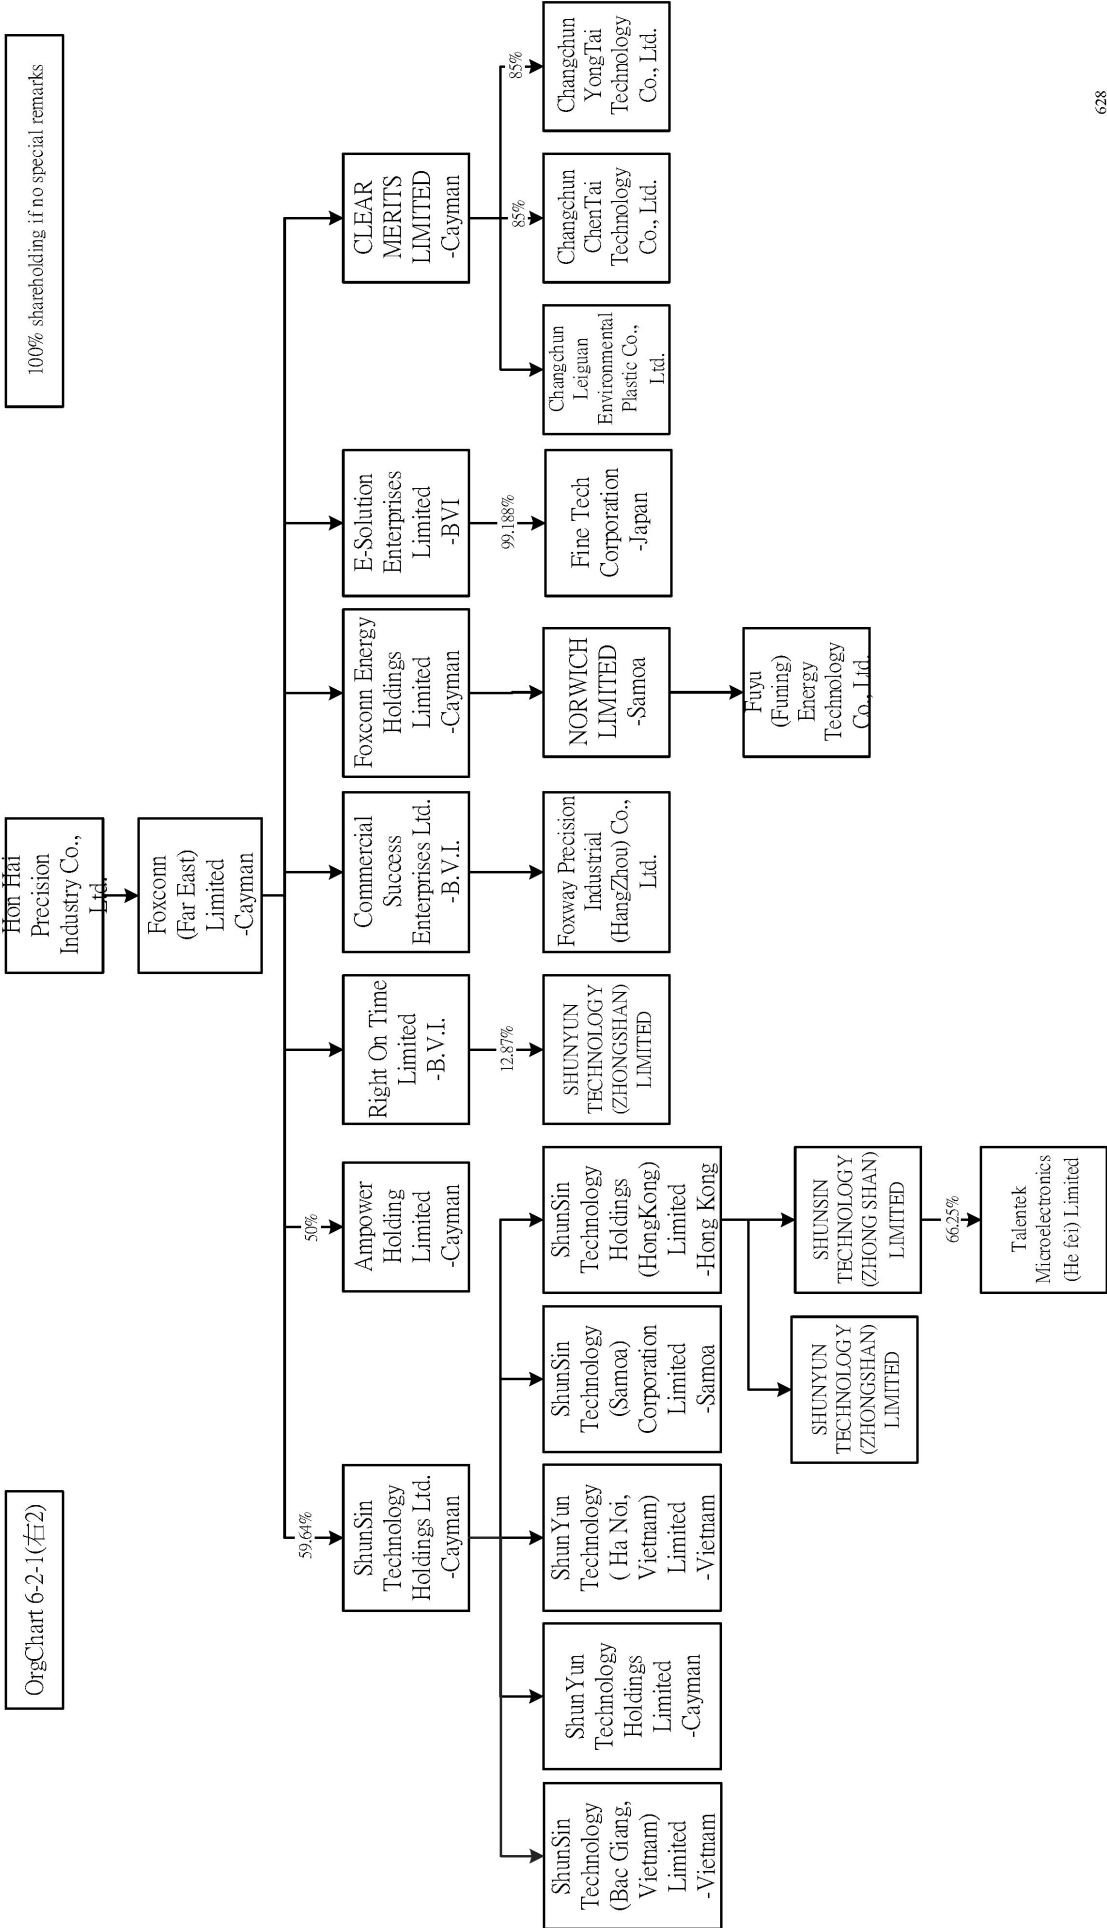 OrgChart 6-2-1(右2)
100% shareholding if no special remarks
Hon Hai
Precision
Industry Co.,
Ltd.
Foxconn
(Far East)
Limited
-Cayman
59.64%
50%
ShunSin
Technology
Holdings Ltd.
-Cayman
Ampower
Holding
Limited
-Cayman
Right On Time
Limited
-B.V.I.
Commercial
Success
Enterprises Ltd.
-B.V.I.
Foxconn Energy
Holdings
Limited
-Cayman
E-Solution
Enterprises
Limited
-BVI
CLEAR
MERITS
LIMITED
-Cayman
12.87%
99.188%
85%
85%
ShunSin
Technology
(Bac Giang,
Vietnam)
Limited
-Vietnam
ShunYun
Technology
Holdings
Limited
-Cayman
ShunYun
Technology
( Ha Noi,
Vietnam)
Limited
-Vietnam
ShunSin
Technology
(Samoa)
Corporation
Limited
-Samoa
ShunSin
Technology
Holdings
(HongKong)
Limited
-Hong Kong
SHUNYUN
TECHNOLOGY
(ZHONGSHAN)
LIMITED
Foxway Precision
Industrial
(HangZhou) Co.,
Ltd.
NORWICH
LIMITED
-Samoa
Fine Tech
Corporation
-Japan
Changchun
Leiguan
Environmental
Plastic Co.,
Ltd.
Changchun
ChenTai
Technology
Co., Ltd.
Changchun
YongTai
Technology
Co., Ltd.
SHUNYUN
TECHNOLOGY
(ZHONGSHAN)
LIMITED
SHUNSIN
TECHNOLOGY
(ZHONG SHAN)
LIMITED
Fuyu
(Funing)
Energy
Technology
Co., Ltd.
66.25%
Talentek
Microelectronics
(He fei) Limited
628